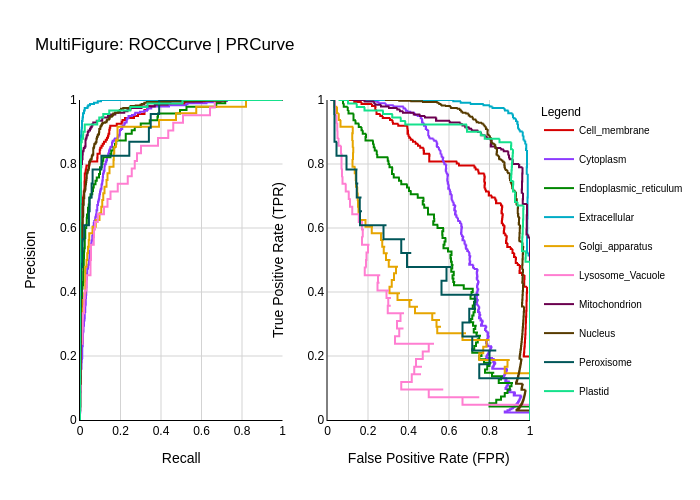 MultiFigure: ROCCurve | PRCurve
Precision
1
0.8
0.6
0.4
0.2
0
0 0.2 0.4 0.6 0.8 1
Recall
True Positive Rate (TPR)
1
0.8
0.6
0.4
0.2
0
0 0.2 0.4 0.6 0.8 1
False Positive Rate (FPR)
Legend
Cell_membrane
Cytoplasm
Endoplasmic_reticulum
Extracellular
Golgi_apparatus
Lysosome_Vacuole
Mitochondrion
Nucleus
Peroxisome
Plastid